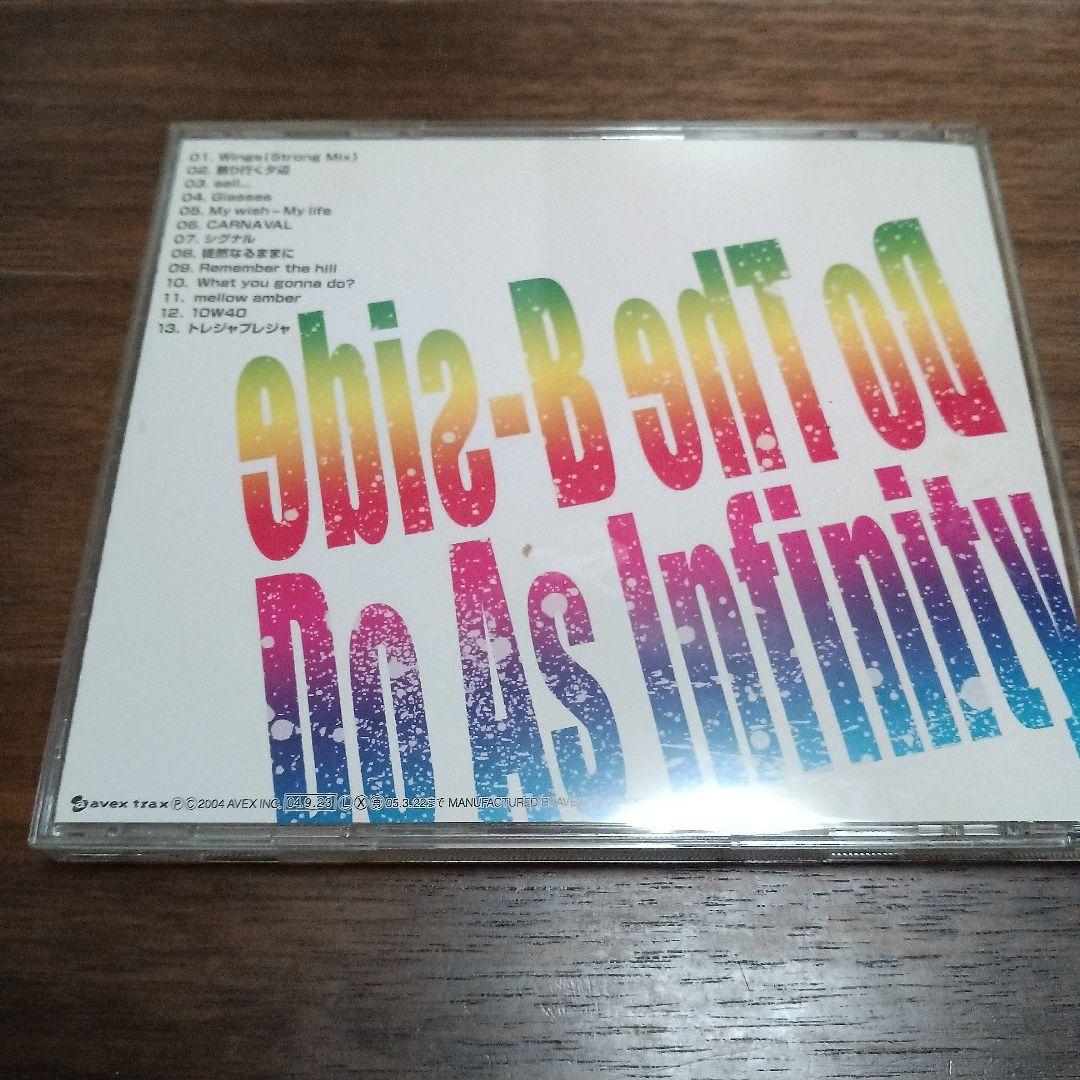 01. Wings(Strong Mix)
02. 散り行く夕辺
03. sell...
04. Glasses
05. My wish~My life
06. CARNAVAL
07. シグナル
08. 徒然なるままに
09. Remember the hill
10. What you gonna do?
11. mellow amber
12. 10W40
13. トレジャプレジャ
Do The B-side
Do As Infinity
avex trax ⓅⒸ2004 AVEX INC. 04.9.23 Ⓛ Ⓧ 05.3.22まで MANUFACTURED BY AVEX